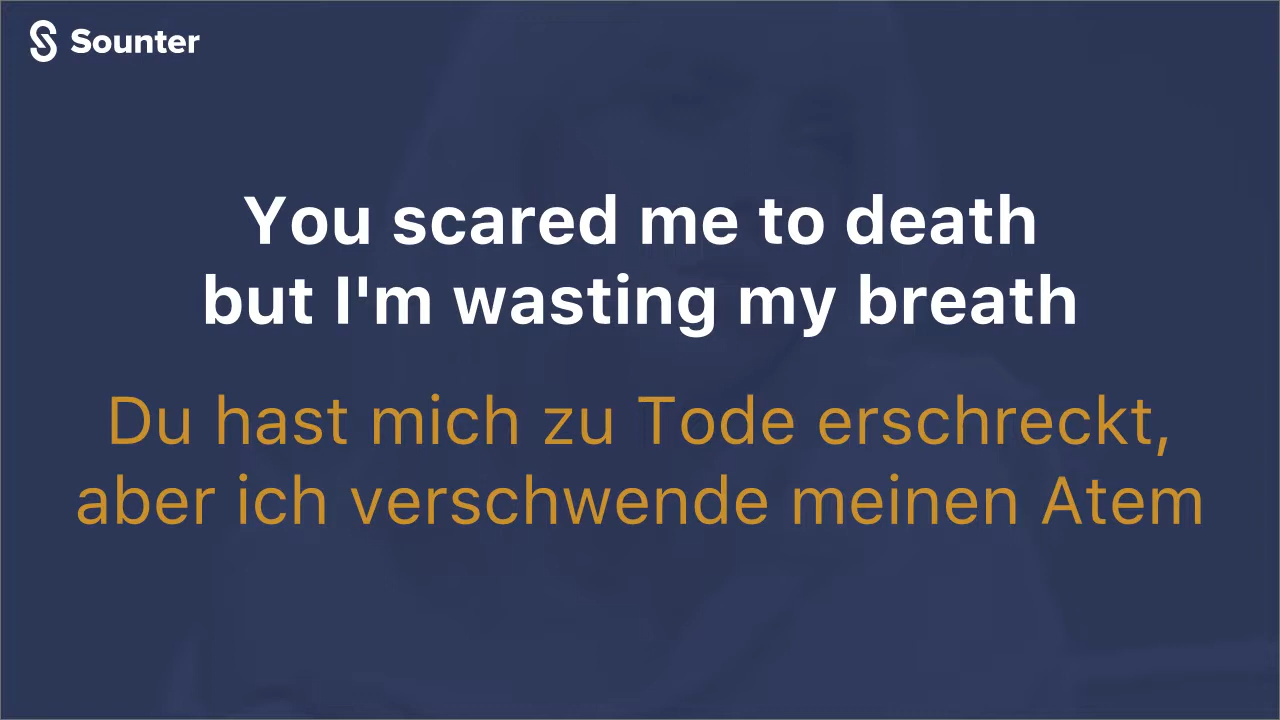 Sounter
You scared me to death
but I'm wasting my breath
Du hast mich zu Tode erschreckt,
aber ich verschwende meinen Atem